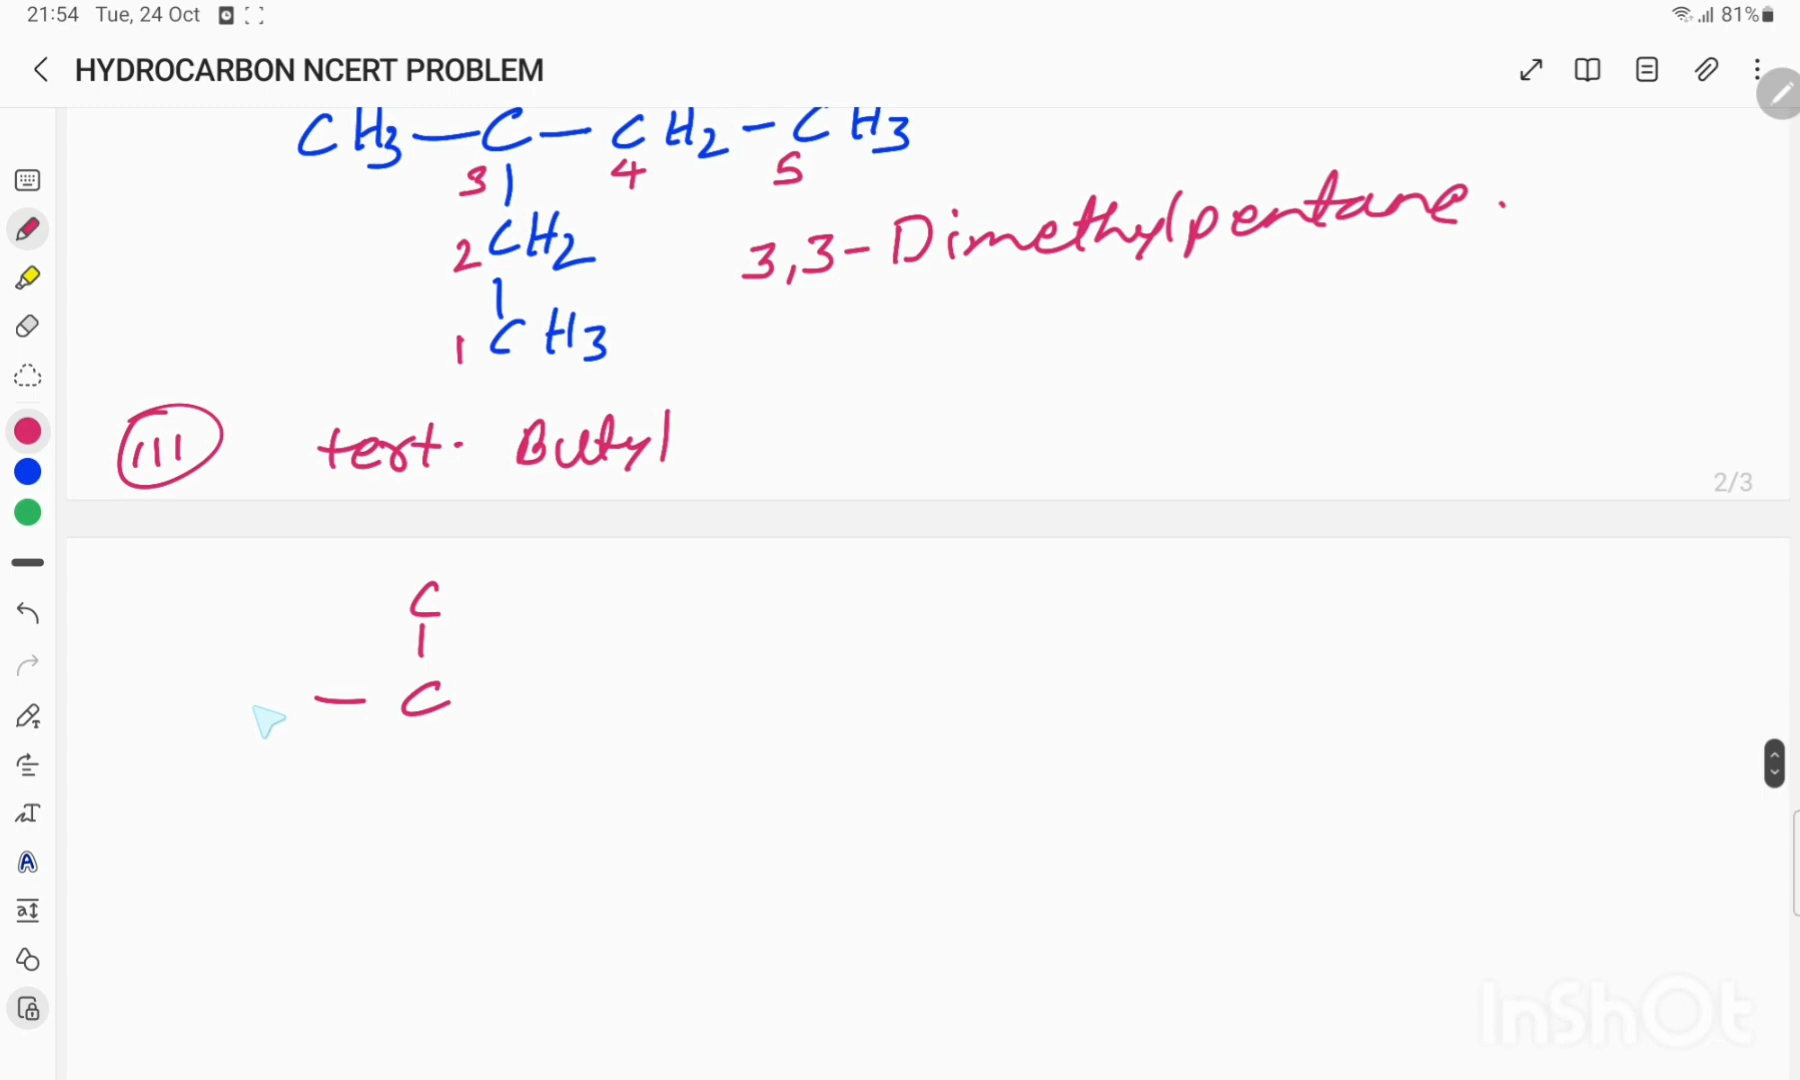 21:54 Tue, 24 Oct
81%
HYDROCARBON NCERT PROBLEM
CH3—C—CH2—CH3
3 4 5
2 CH2
3,3-Dimethylpentane.
1 CH3
III tert. Butyl
2/3
C
— C
InShOt